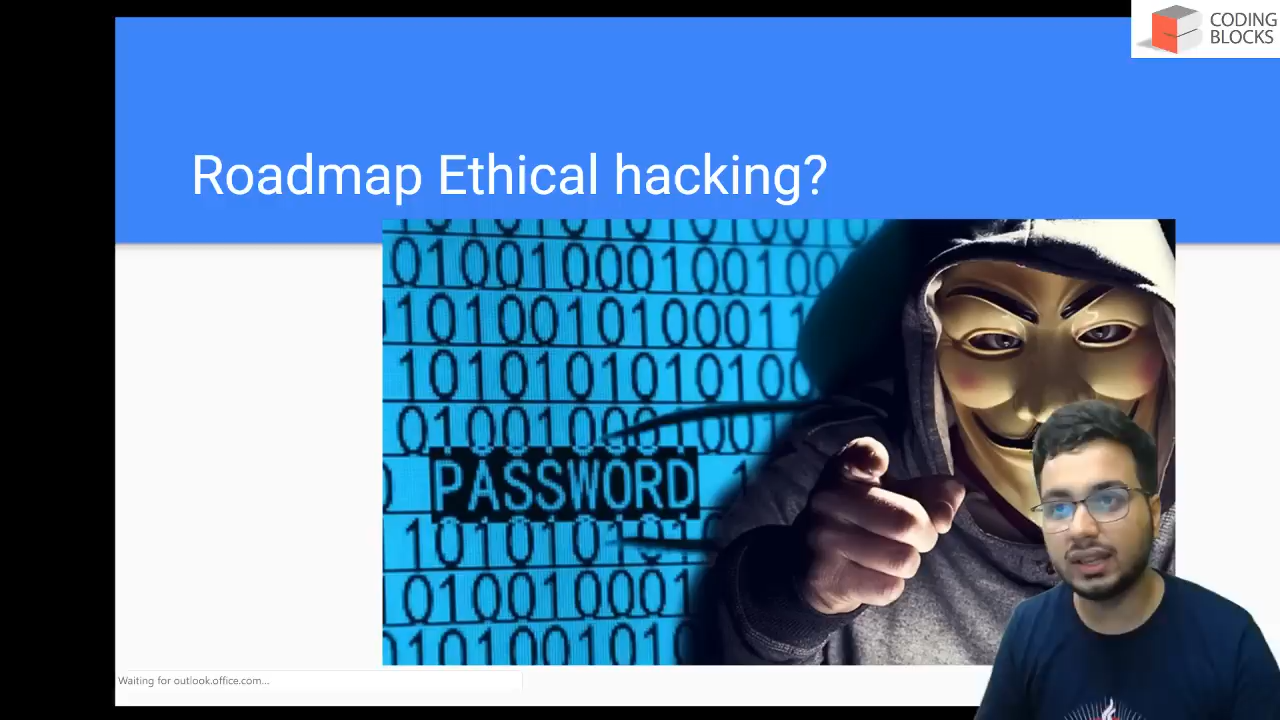 CODING
BLOCKS
Roadmap Ethical hacking?
PASSWORD
Waiting for outlook.office.com...